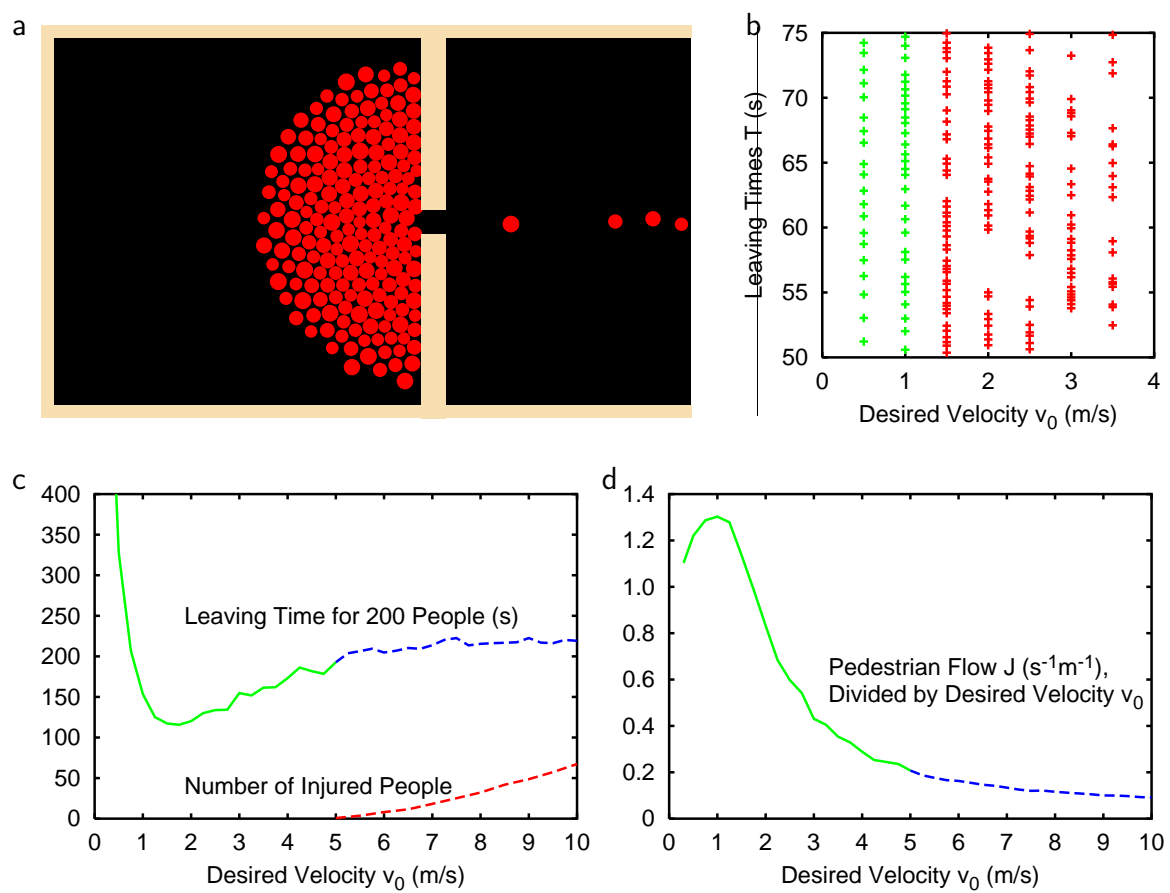 a
b
Leaving Times T (s)
75
70
65
60
55
50
0 1 2 3 4
Desired Velocity v₀ (m/s)
c
400
350
300
250
200
150
100
50
0
0 1 2 3 4 5 6 7 8 9 10
Leaving Time for 200 People (s)
Number of Injured People
Desired Velocity v₀ (m/s)
d
1.4
1.2
1
0.8
0.6
0.4
0.2
0
0 1 2 3 4 5 6 7 8 9 10
Pedestrian Flow J (s⁻¹m⁻¹),
Divided by Desired Velocity v₀
Desired Velocity v₀ (m/s)